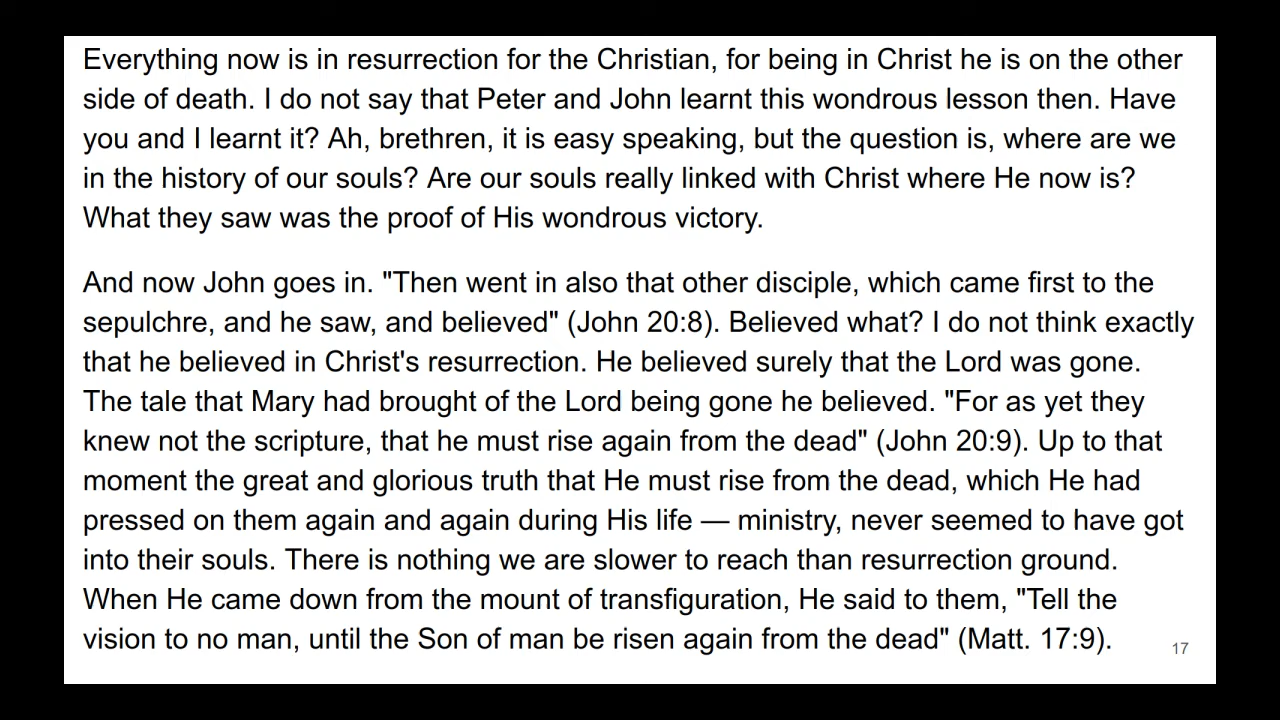 Everything now is in resurrection for the Christian, for being in Christ he is on the other
side of death. I do not say that Peter and John learnt this wondrous lesson then. Have
you and I learnt it? Ah, brethren, it is easy speaking, but the question is, where are we
in the history of our souls? Are our souls really linked with Christ where He now is?
What they saw was the proof of His wondrous victory.
And now John goes in. "Then went in also that other disciple, which came first to the
sepulchre, and he saw, and believed" (John 20:8). Believed what? I do not think exactly
that he believed in Christ's resurrection. He believed surely that the Lord was gone.
The tale that Mary had brought of the Lord being gone he believed. "For as yet they
knew not the scripture, that he must rise again from the dead" (John 20:9). Up to that
moment the great and glorious truth that He must rise from the dead, which He had
pressed on them again and again during His life — ministry, never seemed to have got
into their souls. There is nothing we are slower to reach than resurrection ground.
When He came down from the mount of transfiguration, He said to them, "Tell the
vision to no man, until the Son of man be risen again from the dead" (Matt. 17:9).
17